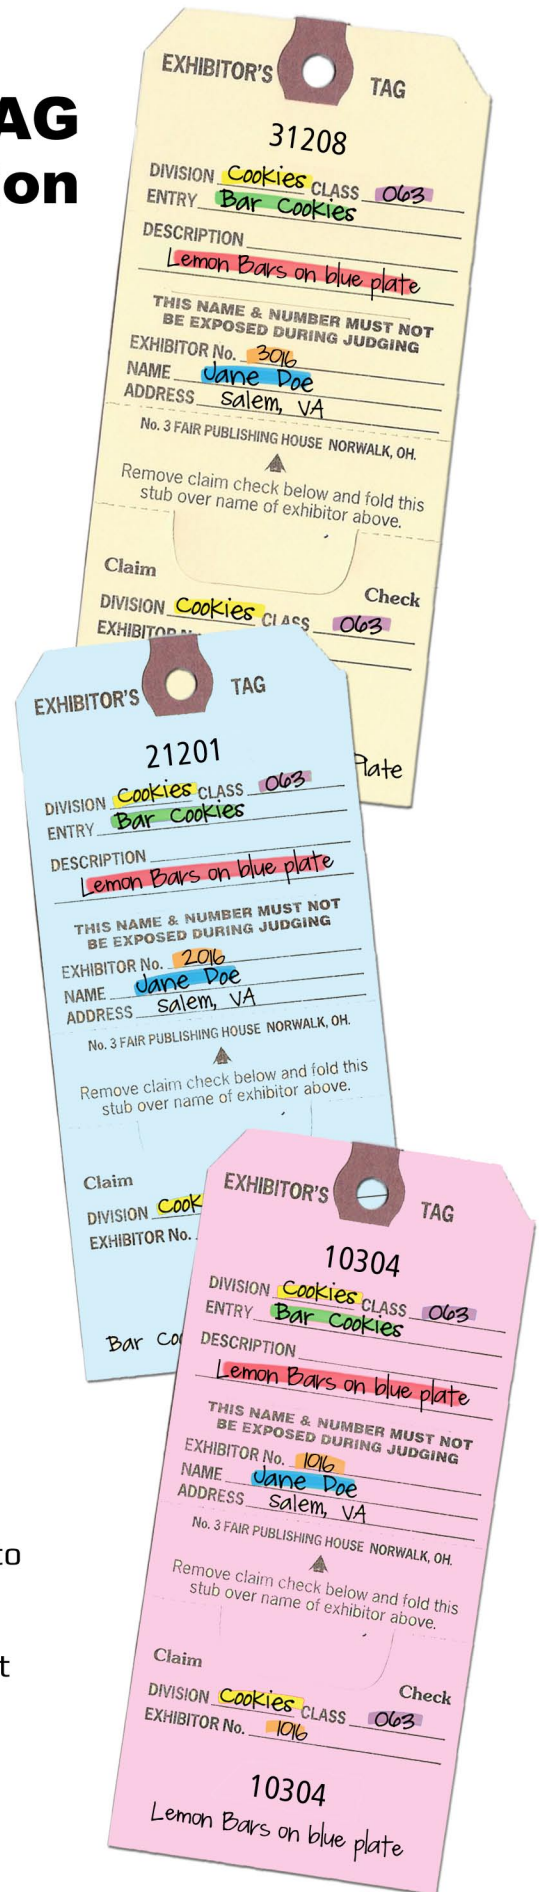 AG
on
EXHIBITOR'S TAG
31208
DIVISION Cookies CLASS 063
ENTRY Bar Cookies
DESCRIPTION
Lemon Bars on blue plate
THIS NAME & NUMBER MUST NOT
BE EXPOSED DURING JUDGING
EXHIBITOR No. 3016
NAME Jane Doe
ADDRESS Salem, VA
No. 3 FAIR PUBLISHING HOUSE NORWALK, OH.
Remove claim check below and fold this
stub over name of exhibitor above.
Claim Check
DIVISION Cookies CLASS 063
EXHIBITOR No.
Plate
EXHIBITOR'S TAG
21201
DIVISION Cookies CLASS 063
ENTRY Bar Cookies
DESCRIPTION
Lemon Bars on blue plate
THIS NAME & NUMBER MUST NOT
BE EXPOSED DURING JUDGING
EXHIBITOR No. 2016
NAME Jane Doe
ADDRESS Salem, VA
No. 3 FAIR PUBLISHING HOUSE NORWALK, OH.
Remove claim check below and fold this
stub over name of exhibitor above.
Claim
DIVISION Cook
EXHIBITOR No.
Bar Co
EXHIBITOR'S TAG
10304
DIVISION Cookies CLASS 063
ENTRY Bar Cookies
DESCRIPTION
Lemon Bars on blue plate
THIS NAME & NUMBER MUST NOT
BE EXPOSED DURING JUDGING
EXHIBITOR No. 1016
NAME Jane Doe
ADDRESS Salem, VA
No. 3 FAIR PUBLISHING HOUSE NORWALK, OH.
to
Remove claim check below and fold this
stub over name of exhibitor above.
t
Claim Check
DIVISION Cookies CLASS 063
EXHIBITOR No. 1016
10304
Lemon Bars on blue plate